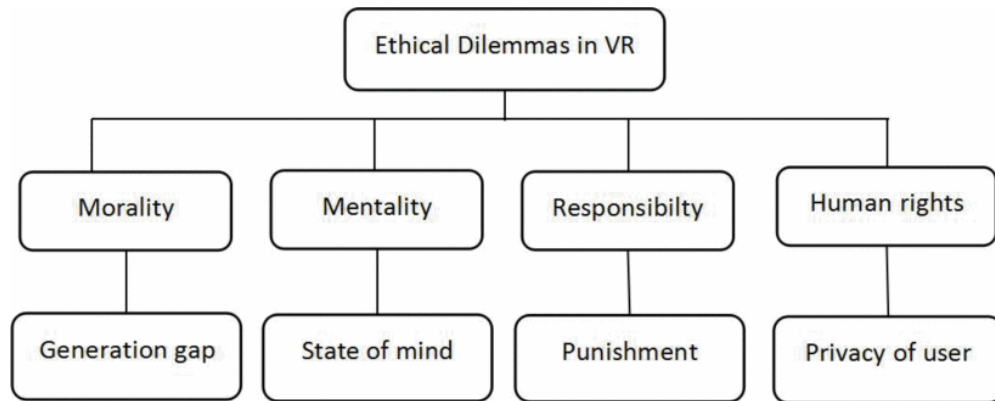 Ethical Dilemmas in VR
Morality
Mentality
Responsibilty
Human rights
Generation gap
State of mind
Punishment
Privacy of user